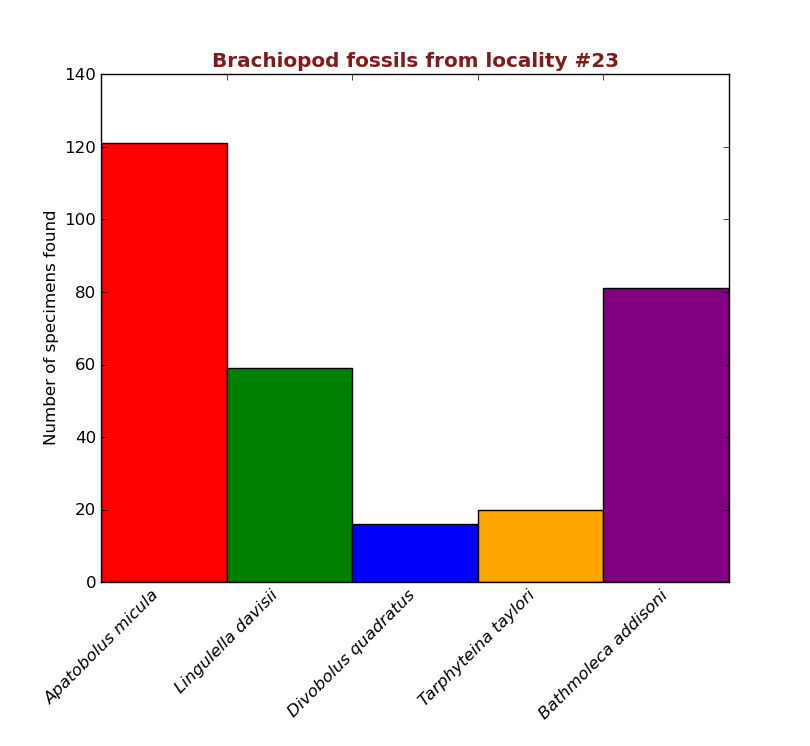 Brachiopod fossils from locality #23
140
120
100
80
60
40
20
0
Number of specimens found
Apatobolus micula
Lingulella davisii
Divobolus quadratus
Tarphyteina taylori
Bathmoleca addisoni